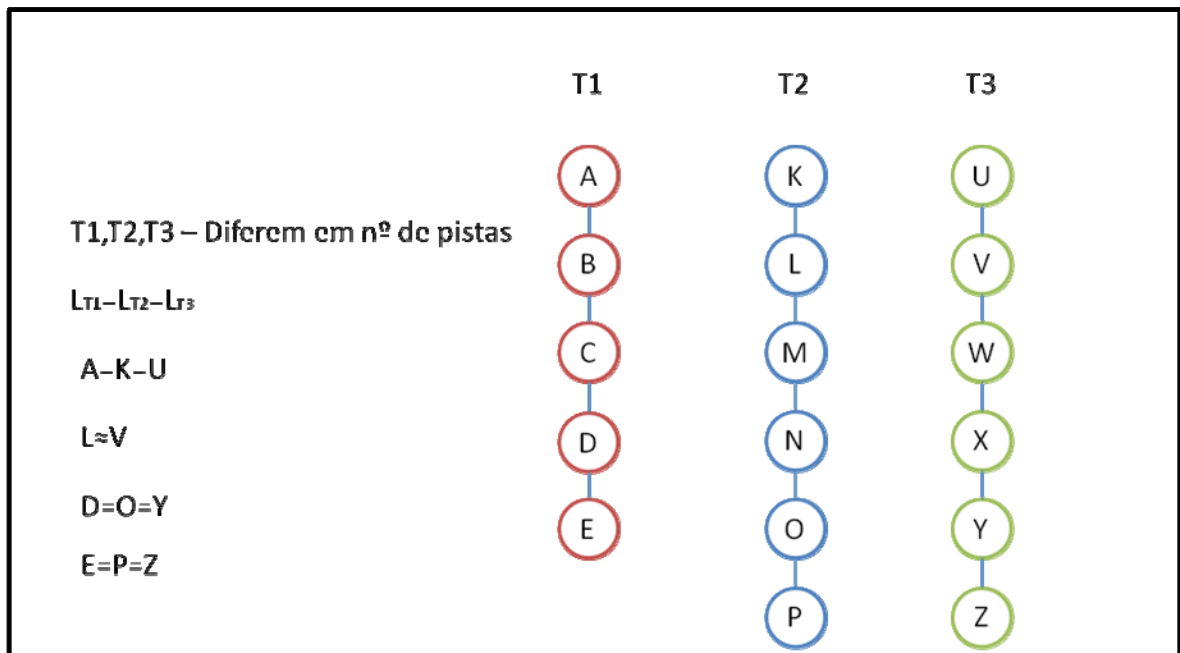 T1 T2 T3
T1,T2,T3 – Diferem em nº de pistas
LT1–LT2–LT3
A–K–U
L≈V
D=O=Y
E=P=Z
A
B
C
D
E
K
L
M
N
O
P
U
V
W
X
Y
Z